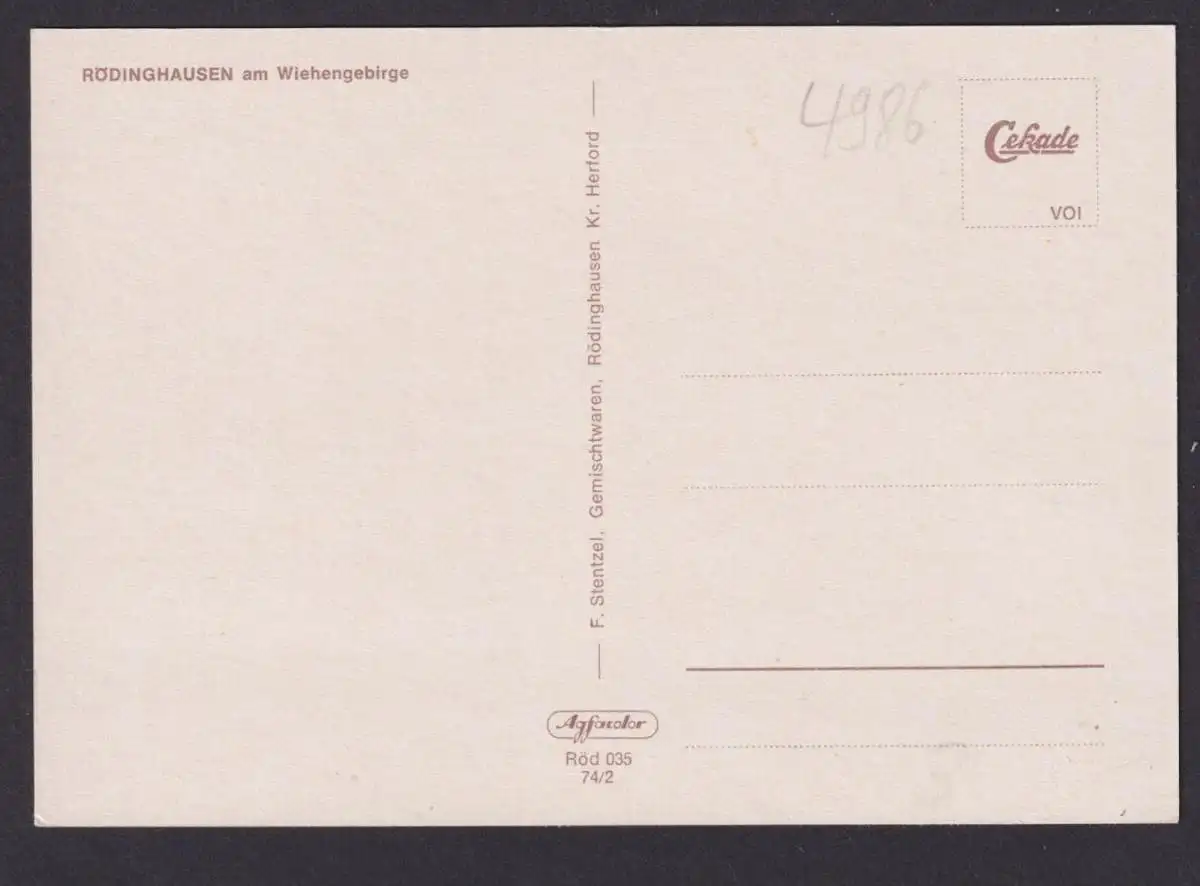 RÖDINGHAUSEN am Wiehengebirge
F. Stentzel, Gemischtwaren, Rödinghausen Kr. Herford
4986
Cekade
VOI
Agfacolor
Röd 035
74/2